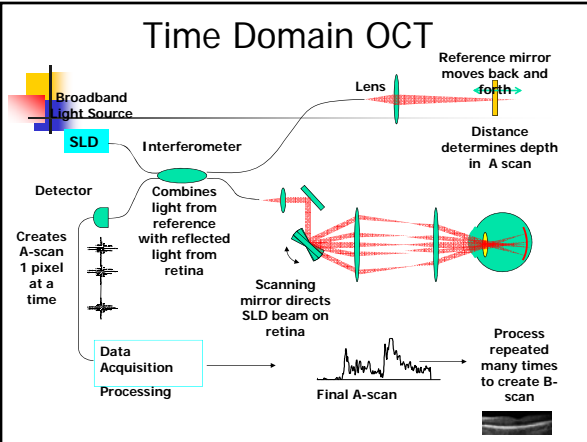 Time Domain OCT
Reference mirror
moves back and
forth
Lens
Broadband
Light Source
SLD
Interferometer
Distance
determines depth
in A scan
Detector
Combines
light from
reference
with reflected
light from
retina
Creates
A-scan
1 pixel
at a
time
Scanning
mirror directs
SLD beam on
retina
Data
Acquisition
Processing
Final A-scan
Process
repeated
many times
to create B-
scan